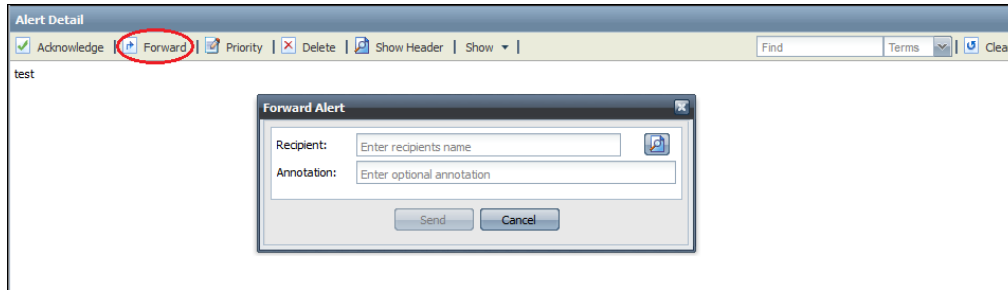 Alert Detail
Acknowledge | Forward | Priority | Delete | Show Header | Show | Find Terms | Clea
test
Forward Alert
Recipient: Enter recipients name
Annotation: Enter optional annotation
Send Cancel